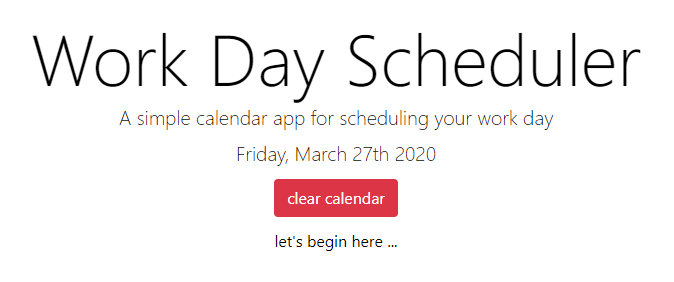 Work Day Scheduler
A simple calendar app for scheduling your work day
Friday, March 27th 2020
clear calendar
let's begin here ...